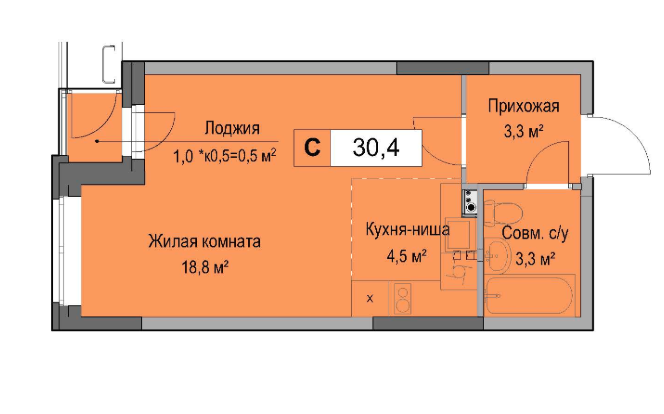 Прихожая
3,3 м²
Лоджия
1,0 *к0,5=0,5 м²
С 30,4
Кухня-ниша
4,5 м²
Совм. с/у
3,3 м²
Жилая комната
18,8 м²
x